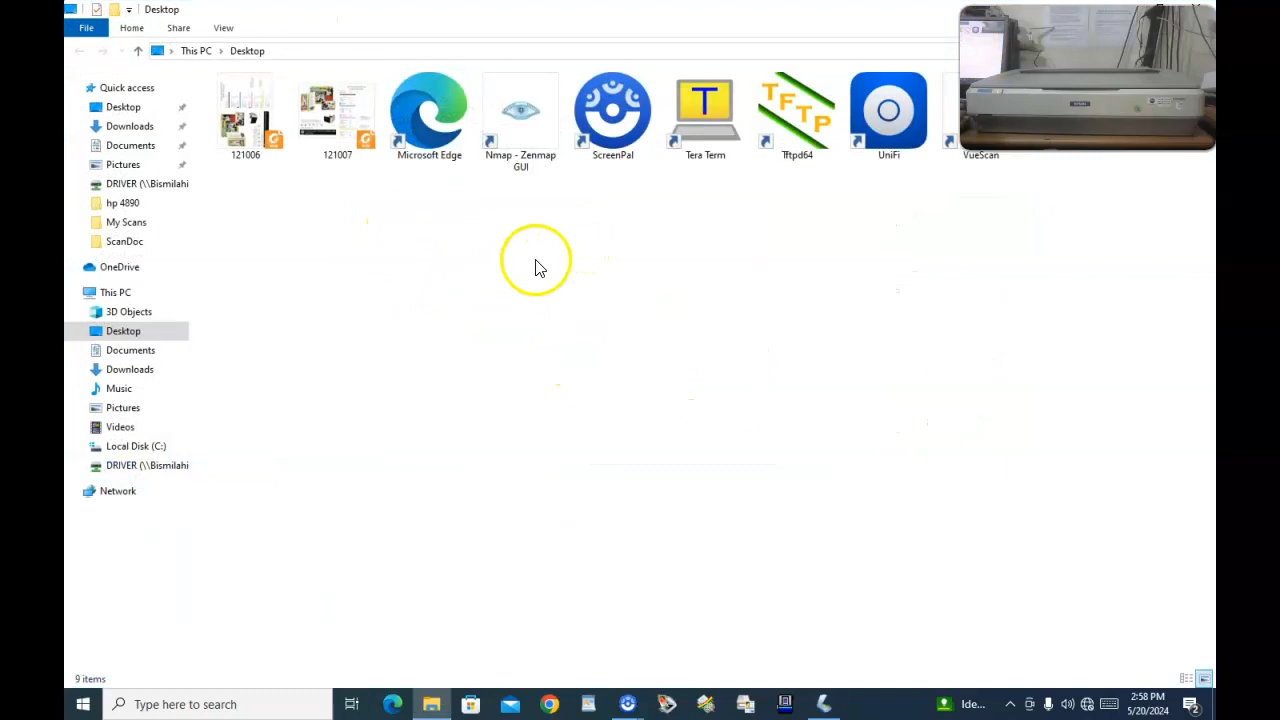 Desktop
File Home Share View
This PC Desktop
Quick access
Desktop
Downloads
Documents
Pictures
DRIVER (\\Bismilahi
hp 4890
My Scans
ScanDoc
OneDrive
This PC
3D Objects
Desktop
Documents
Downloads
Music
Pictures
Videos
Local Disk (C:)
DRIVER (\\Bismilahi
Network
121006
121007
Microsoft Edge
Nmap - Zenmap
GUI
ScreenPal
T
Tera Term
TFTP
Tftpd64
UniFi
VueScan
EPSON
9 items
Type here to search
Ide...
2:58 PM
5/20/2024
2